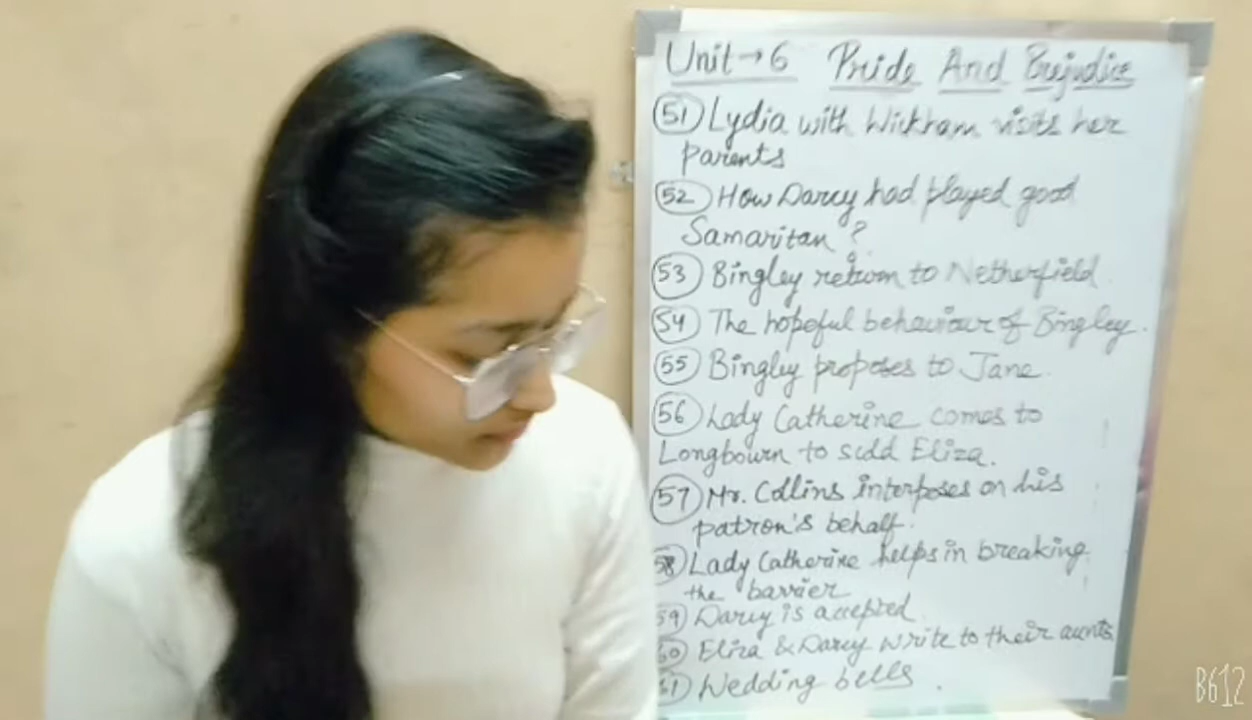 Unit → 6 Pride And Prejudice
51 Lydia with Wickham visits her
parents
52 How Darcy had played good
Samaritan ?
53 Bingley return to Netherfield
54 The hopeful behaviour of Bingley.
55 Bingley proposes to Jane.
56 Lady Catherine comes to
Longbourn to scold Eliza.
57 Mr. Collins interposes on his
patron's behalf.
58 Lady Catherine helps in breaking
the barrier
59 Darcy is accepted.
60 Eliza & Darcy write to their aunts
61 Wedding bells.
B612